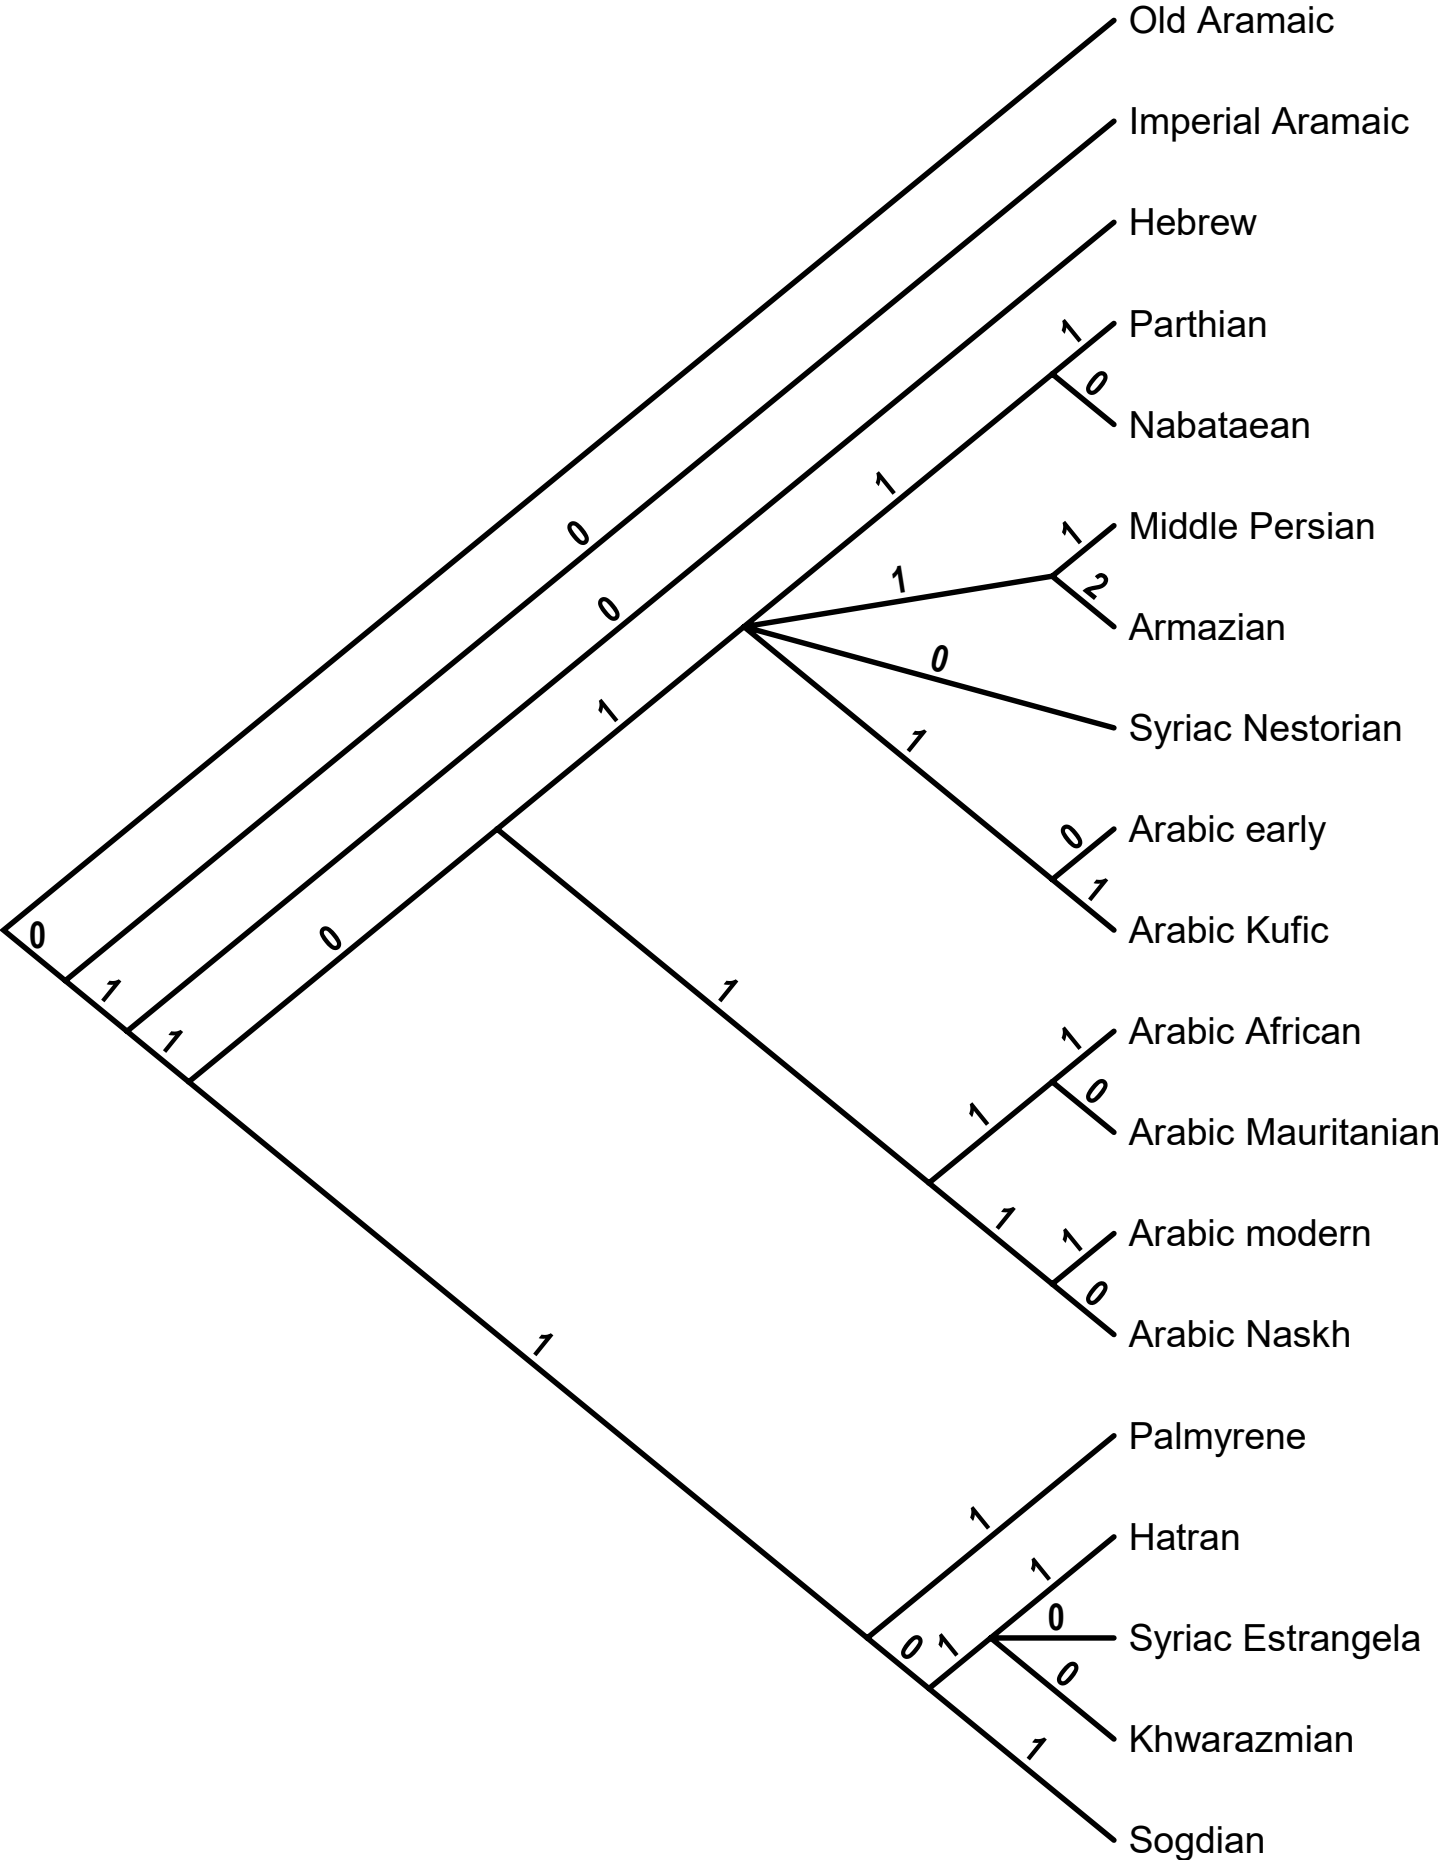 Old Aramaic
Imperial Aramaic
Hebrew
1 Parthian
0 Nabataean
0
1
1 Middle Persian
1
2 Armazian
0
0
Syriac Nestorian
1
1
0 Arabic early
1 Arabic Kufic
0
0
1
1
1 Arabic African
1
0 Arabic Mauritanian
1
1
1 Arabic modern
0 Arabic Naskh
1
Palmyrene
1
Hatran
1
0 Syriac Estrangela
0 1
0
Khwarazmian
1
Sogdian